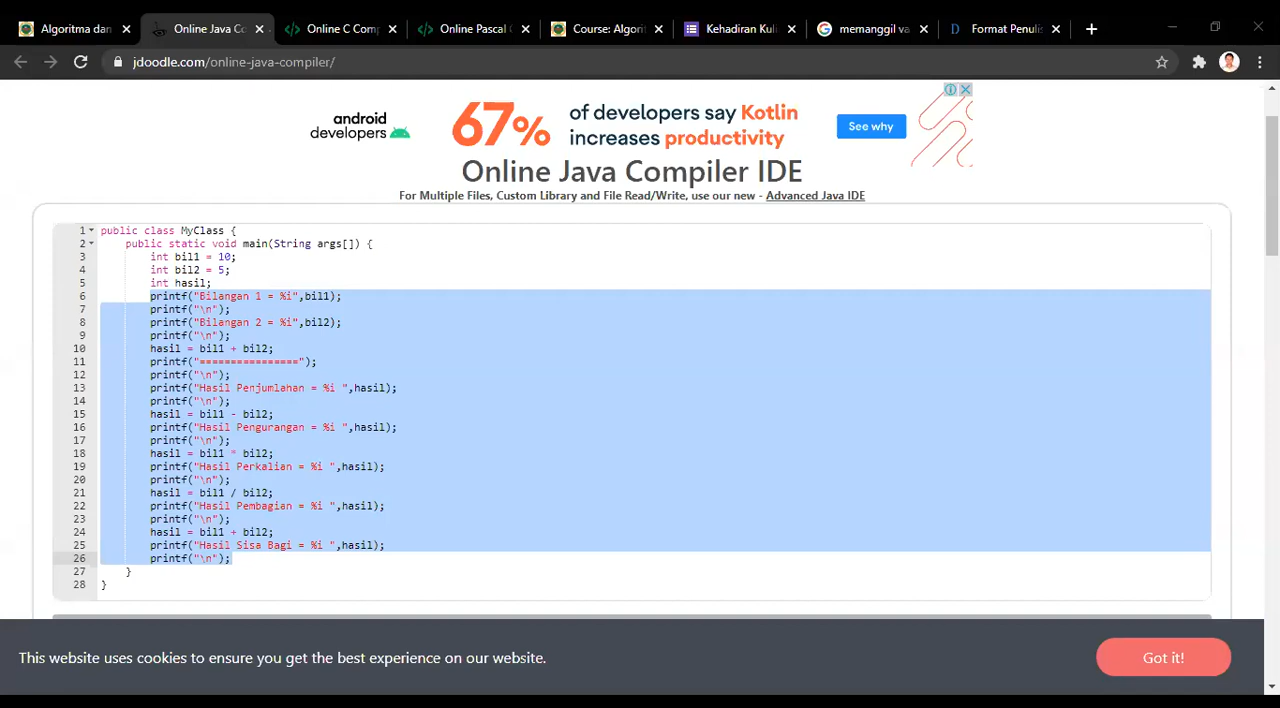 Algoritma dan
Online Java Co
Online C Comp
Online Pascal C
Course: Algorit
Kehadiran Kuli
memanggil va
Format Penulis
jdoodle.com/online-java-compiler/
android
developers
67%
of developers say Kotlin
increases productivity
See why
Online Java Compiler IDE
For Multiple Files, Custom Library and File Read/Write, use our new - Advanced Java IDE
1 public class MyClass {
2 public static void main(String args[]) {
3 int bil1 = 10;
4 int bil2 = 5;
5 int hasil;
6 printf("Bilangan 1 = %i",bil1);
7 printf("\n");
8 printf("Bilangan 2 = %i",bil2);
9 printf("\n");
10 hasil = bil1 + bil2;
11 printf("================");
12 printf("\n");
13 printf("Hasil Penjumlahan = %i ",hasil);
14 printf("\n");
15 hasil = bil1 - bil2;
16 printf("Hasil Pengurangan = %i ",hasil);
17 printf("\n");
18 hasil = bil1 * bil2;
19 printf("Hasil Perkalian = %i ",hasil);
20 printf("\n");
21 hasil = bil1 / bil2;
22 printf("Hasil Pembagian = %i ",hasil);
23 printf("\n");
24 hasil = bil1 + bil2;
25 printf("Hasil Sisa Bagi = %i ",hasil);
26 printf("\n");
27 }
28 }
This website uses cookies to ensure you get the best experience on our website.
Got it!